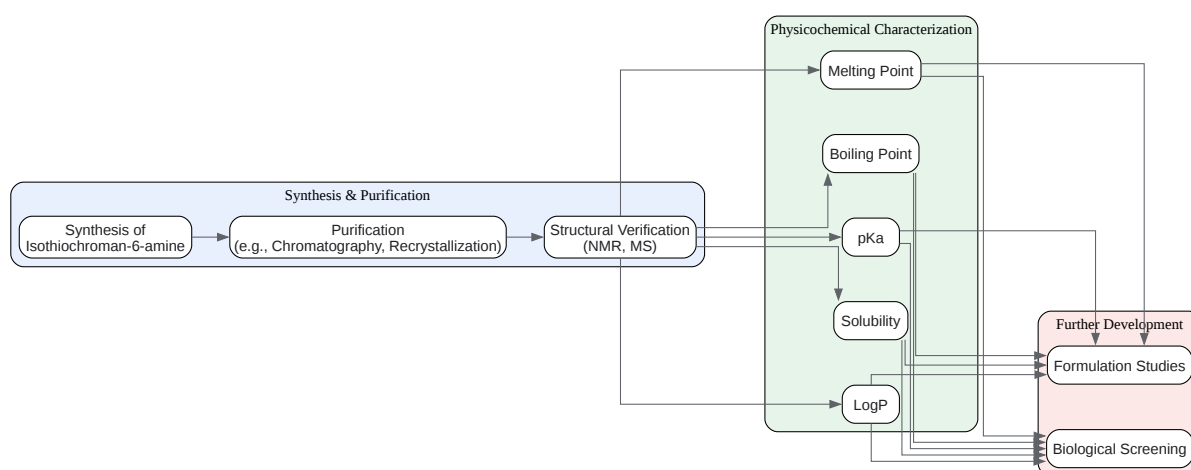 Physicochemical Characterization
Melting Point
Boiling Point
Synthesis & Purification
Synthesis of
Isothiochroman-6-amine
Purification
(e.g., Chromatography, Recrystallization)
Structural Verification
(NMR, MS)
pKa
Solubility
LogP
Further Development
Formulation Studies
Biological Screening